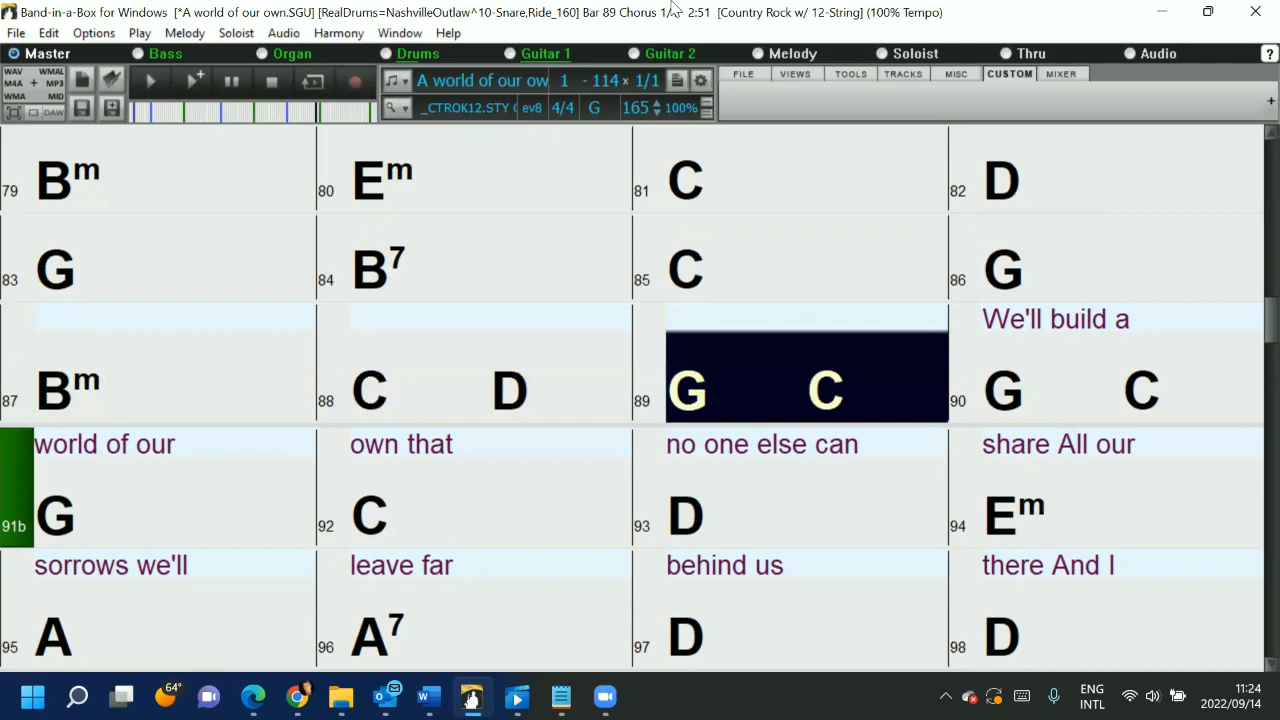 Band-in-a-Box for Windows [*A world of our own.SGU] [RealDrums=NashvilleOutlaw^10-Snare,Ride_160] Bar 89 Chorus 1/ 2:51 [Country Rock w/ 12-String] (100% Tempo)
File Edit Options Play Melody Soloist Audio Harmony Window Help
Master Bass Organ Drums Guitar 1 Guitar 2 Melody Soloist Thru Audio ?
WAV WMAL
M4A + MP3
WMA MID
DAW
A world of our ow 1 - 114 x 1/1
_CTROK12.STY ev8 4/4 G 165 100%
FILE VIEWS TOOLS TRACKS MISC CUSTOM MIXER
+
79 Bm 80 Em 81 C 82 D
83 G 84 B7 85 C 86 G
We'll build a
87 Bm 88 C D 89 G C 90 G C
world of our own that no one else can share All our
91b G 92 C 93 D 94 Em
sorrows we'll leave far behind us there And I
95 A 96 A7 97 D 98 D
64°
ENG
INTL
11:24
2022/09/14